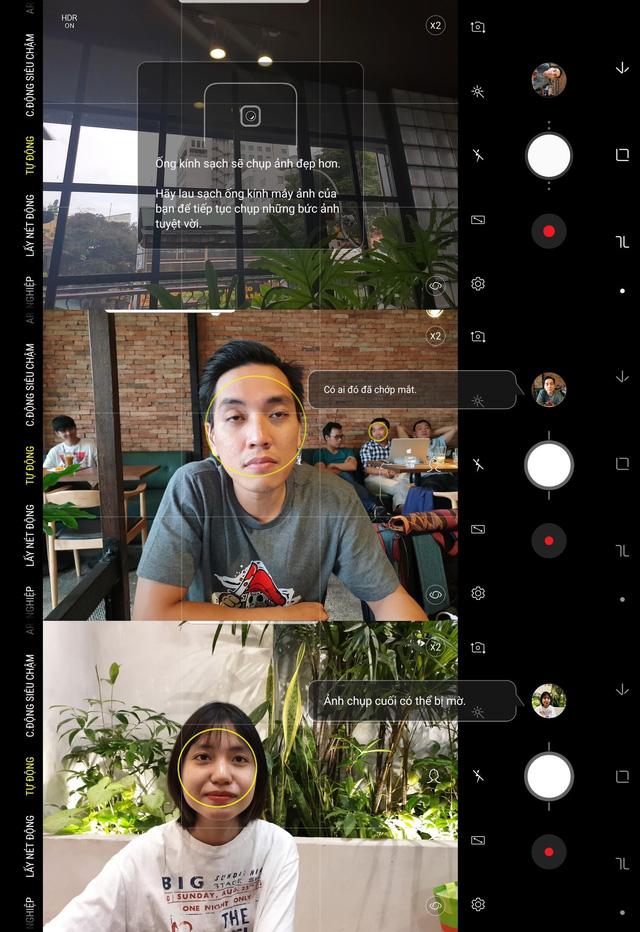 HDR
ON
X2
C.ĐỘNG SIÊU CHẬM
TỰ ĐỘNG
LẤY NÉT ĐỘNG
AR
Ống kính sạch sẽ chụp ảnh đẹp hơn.
Hãy lau sạch ống kính máy ảnh của
bạn để tiếp tục chụp những bức ảnh
tuyệt vời.
X2
C.ĐỘNG SIÊU CHẬM
TỰ ĐỘNG
LẤY NÉT ĐỘNG
AR
NGHIỆP
Có ai đó đã chớp mắt.
X2
C.ĐỘNG SIÊU CHẬM
TỰ ĐỘNG
LẤY NÉT ĐỘNG
AR
NGHIỆP
Ảnh chụp cuối có thể bị mờ.
BIG
SUNDAY
SUNDAY, AUG.
ONE NIGHT ONLY
THE
NGHIỆP